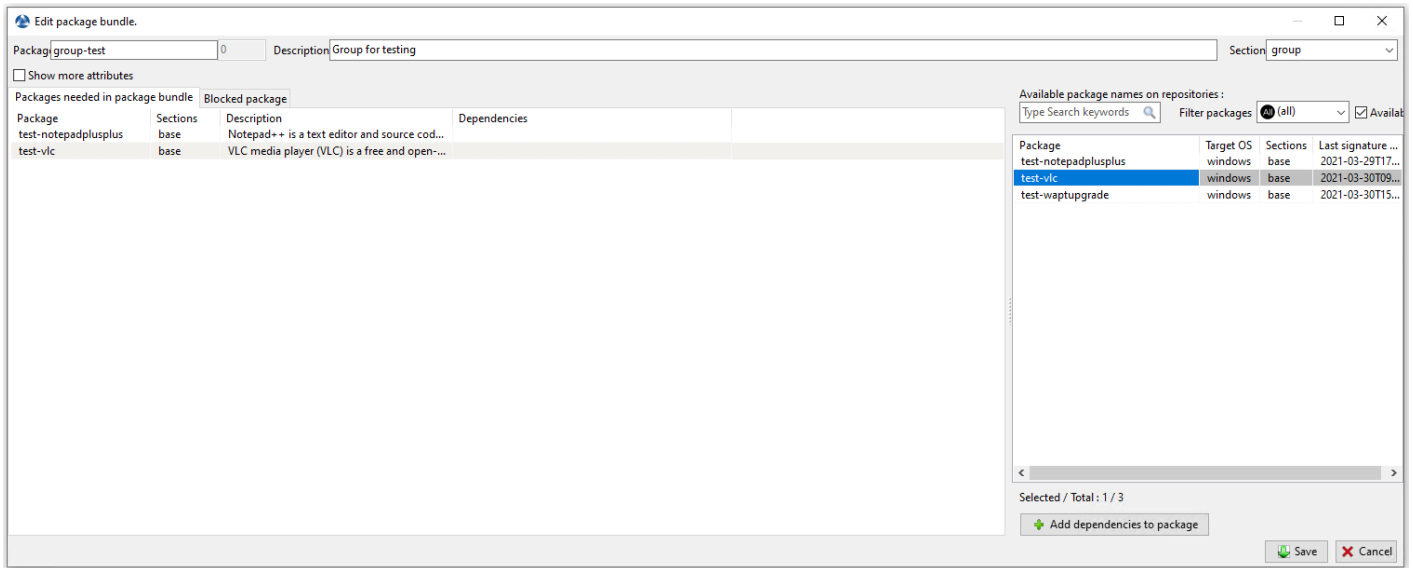 Edit package bundle.
Packag group-test 0 Description Group for testing Section group
Show more attributes
Packages needed in package bundle Blocked package
Package Sections Description Dependencies
test-notepadplusplus base Notepad++ is a text editor and source cod...
test-vlc base VLC media player (VLC) is a free and open-...
Available package names on repositories :
Type Search keywords Filter packages All (all) Availab
Package Target OS Sections Last signature ...
test-notepadplusplus windows base 2021-03-29T17...
test-vlc windows base 2021-03-30T09...
test-waptupgrade windows base 2021-03-30T15...
Selected / Total : 1 / 3
Add dependencies to package
Save Cancel